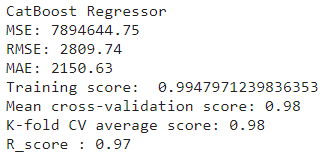 CatBoost Regressor
MSE: 7894644.75
RMSE: 2809.74
MAE: 2150.63
Training score:  0.9947971239836353
Mean cross-validation score: 0.98
K-fold CV average score: 0.98
R_score : 0.97